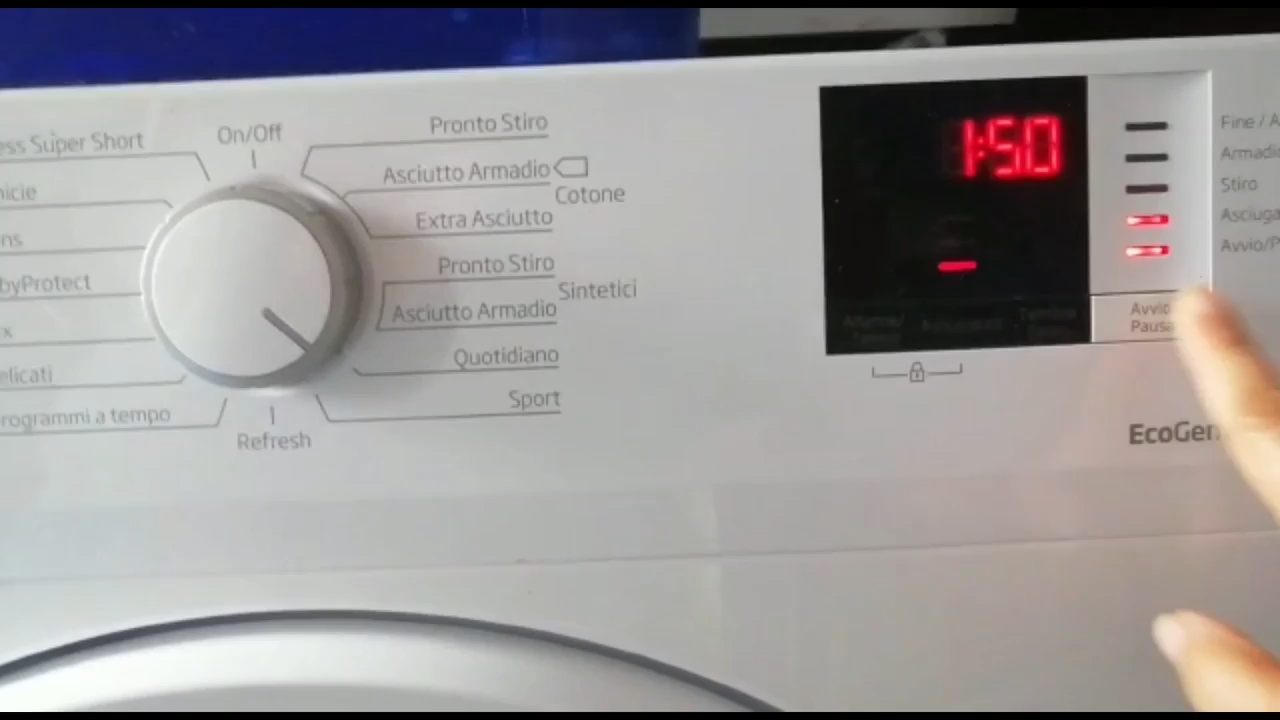 ess Super Short
On/Off
Pronto Stiro
Asciutto Armadio
Cotone
Extra Asciutto
Pronto Stiro
Sintetici
Asciutto Armadio
Quotidiano
Sport
Refresh
rogrammi a tempo
elicati
x
byProtect
ns
icie
1:50
Fine / A
Armadio
Stiro
Asciuga
Avvio/P
Avvio
Pausa
EcoGen